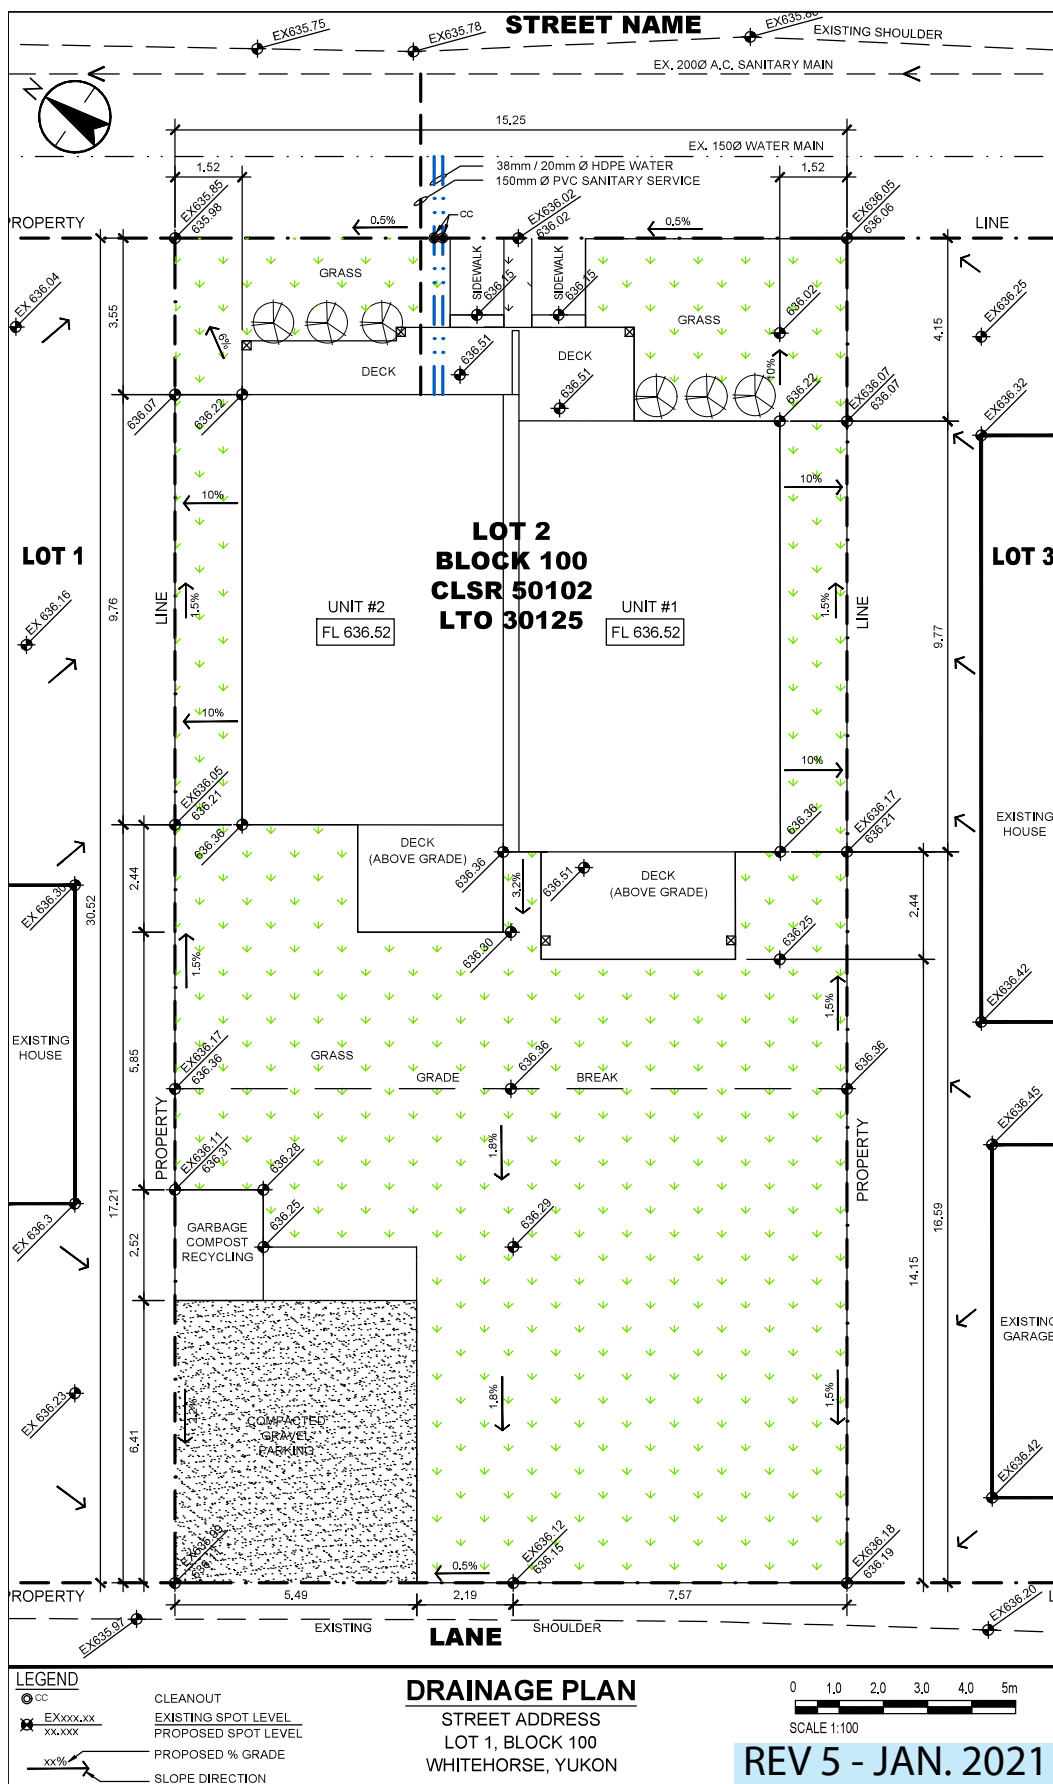 STREET NAME
EX635.75
EX635.78
EX635.80
EXISTING SHOULDER
EX. 200Ø A.C. SANITARY MAIN
N
15.25
EX. 150Ø WATER MAIN
1.52
38mm / 20mm Ø HDPE WATER
150mm Ø PVC SANITARY SERVICE
1.52
EX635.85
635.98
0.5%
CC
EX636.02
636.02
0.5%
EX636.05
636.06
PROPERTY
LINE
EX 636.04
3.55
GRASS
SIDEWALK
636.15
SIDEWALK
636.15
GRASS
636.02
4.15
EX636.25
6%
DECK
636.51
DECK
636.51
10%
636.07
636.22
636.22
EX636.07
636.07
EX636.32
10%
10%
LOT 1
LOT 2
BLOCK 100
CLSR 50102
LTO 30125
LOT 3
EX 636.16
9.76
LINE
1.5%
UNIT #2
FL 636.52
UNIT #1
FL 636.52
1.5%
LINE
9.77
10%
10%
EX636.05
636.21
636.36
DECK
(ABOVE GRADE)
636.36
3.2%
636.51
DECK
(ABOVE GRADE)
636.36
EX636.17
636.21
EXISTING
HOUSE
EX 636.30
30.52
2.44
2.44
1.5%
636.30
636.25
1.5%
EX636.42
EXISTING
HOUSE
5.85
EX636.17
636.36
GRASS
GRADE
BREAK
636.36
636.36
EX636.45
PROPERTY
EX636.11
636.31
636.28
1.8%
PROPERTY
17.21
636.25
636.29
16.59
EX 636.3
2.52
GARBAGE
COMPOST
RECYCLING
14.15
EXISTING
GARAGE
EX 636.23
2.2%
1.8%
1.5%
6.41
COMPACTED
GRAVEL
PARKING
EX636.42
EX635.99
636.11
0.5%
EX636.12
636.15
EX636.18
636.19
PROPERTY
5.49
2.19
7.57
L
EX635.97
EXISTING
LANE
SHOULDER
EX636.20
LEGEND
CC
CLEANOUT
EXxxx.xx
EXISTING SPOT LEVEL
xx.xxx
PROPOSED SPOT LEVEL
xx%
PROPOSED % GRADE
SLOPE DIRECTION
DRAINAGE PLAN
STREET ADDRESS
LOT 1, BLOCK 100
WHITEHORSE, YUKON
0 1.0 2.0 3.0 4.0 5m
SCALE 1:100
REV 5 - JAN. 2021